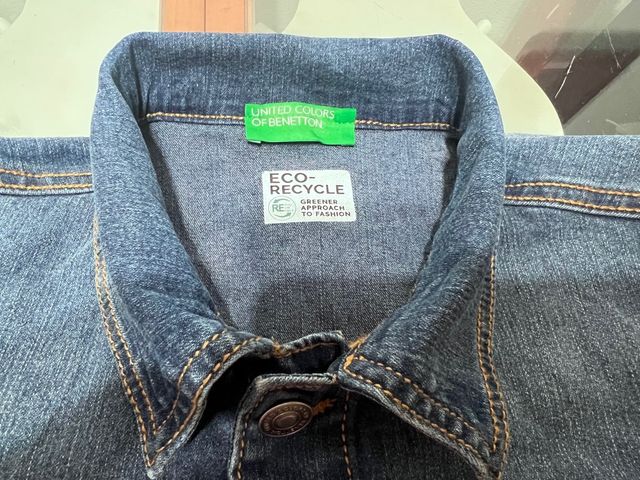 UNITED COLORS
OF BENETTON
ECO-
RECYCLE
RE
GREENER
APPROACH
TO FASHION